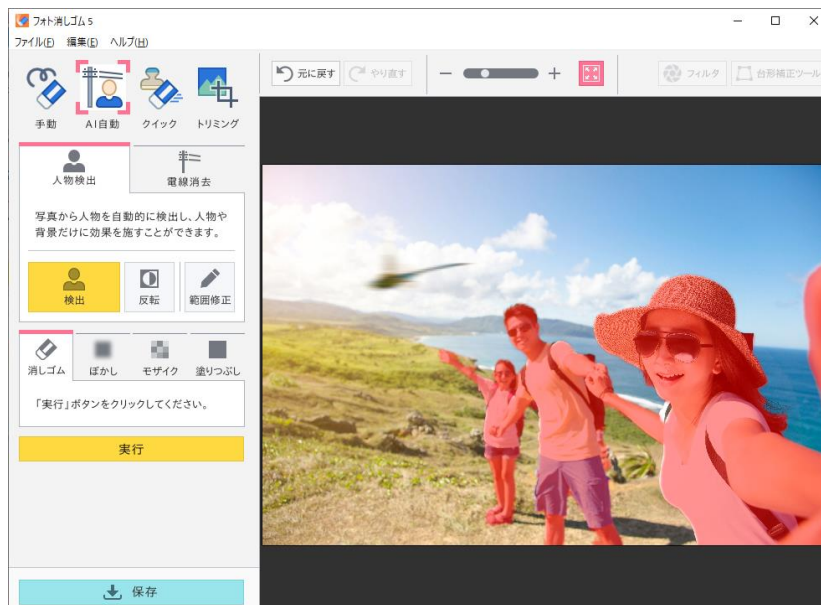 フォト消しゴム 5
ファイル(F) 編集(E) ヘルプ(H)
手動 AI自動 クイック トリミング
元に戻す やり直す フィルタ 台形補正ツール
人物検出 電線消去
写真から人物を自動的に検出し、人物や
背景だけに効果を施すことができます。
検出 反転 範囲修正
消しゴム ぼかし モザイク 塗りつぶし
「実行」ボタンをクリックしてください。
実行
保存